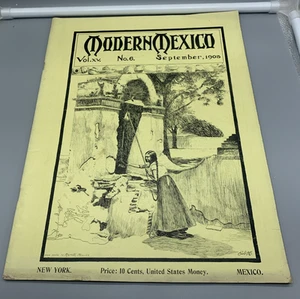 MODERN MEXICO
Vol. XX. No. 6. September, 1906
NEW YORK. Price: 10 Cents, United States Money. MEXICO.